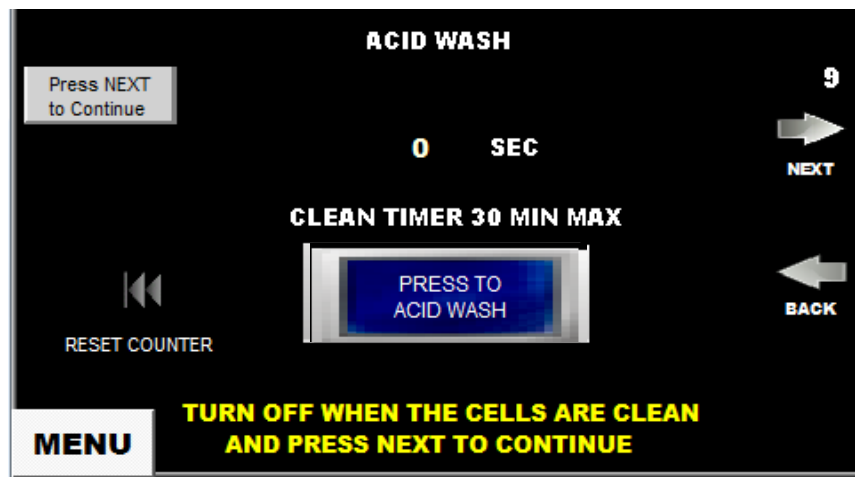 ACID WASH
Press NEXT
to Continue
9
0 SEC
NEXT
CLEAN TIMER 30 MIN MAX
PRESS TO
ACID WASH
RESET COUNTER
BACK
TURN OFF WHEN THE CELLS ARE CLEAN
AND PRESS NEXT TO CONTINUE
MENU